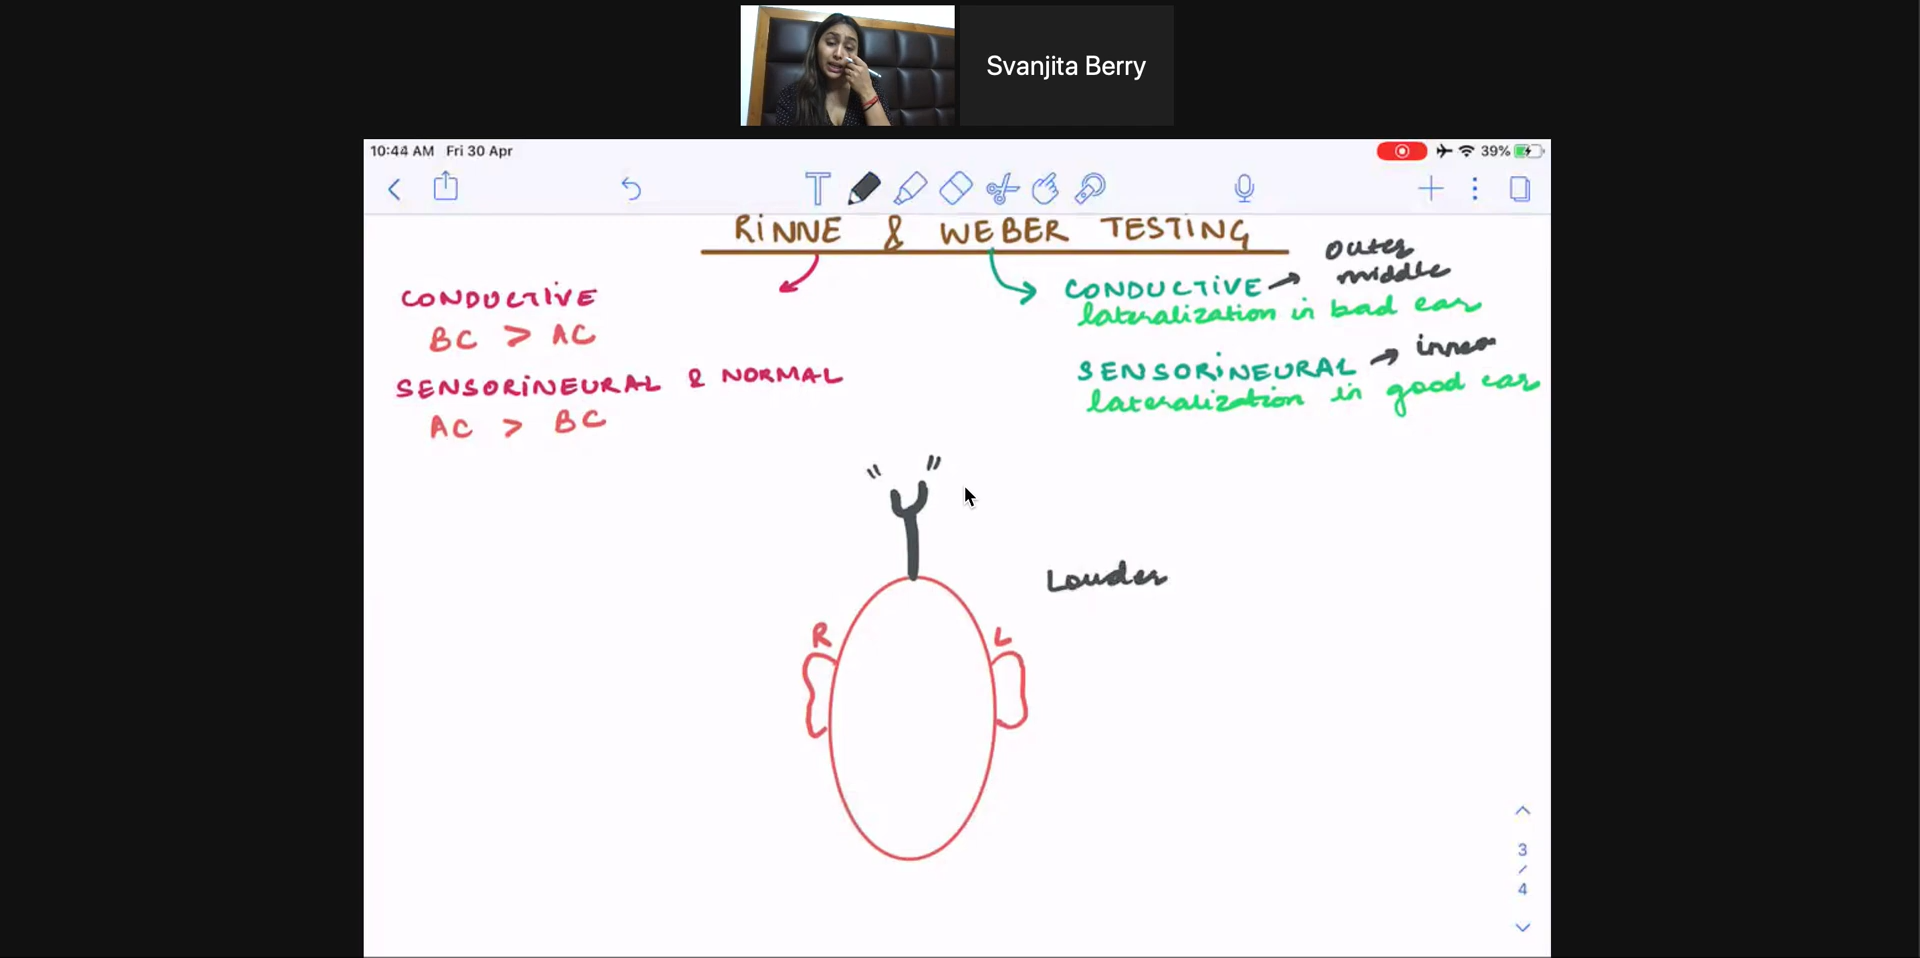 Svanjita Berry
10:44 AM Fri 30 Apr
39%
T
RINNE & WEBER TESTING
CONDUCTIVE
BC > AC
SENSORINEURAL & NORMAL
AC > BC
outer
middle
CONDUCTIVE →
lateralization in bad ear
inner
SENSORINEURAL →
lateralization in good ear
Louder
R
L
3
/
4